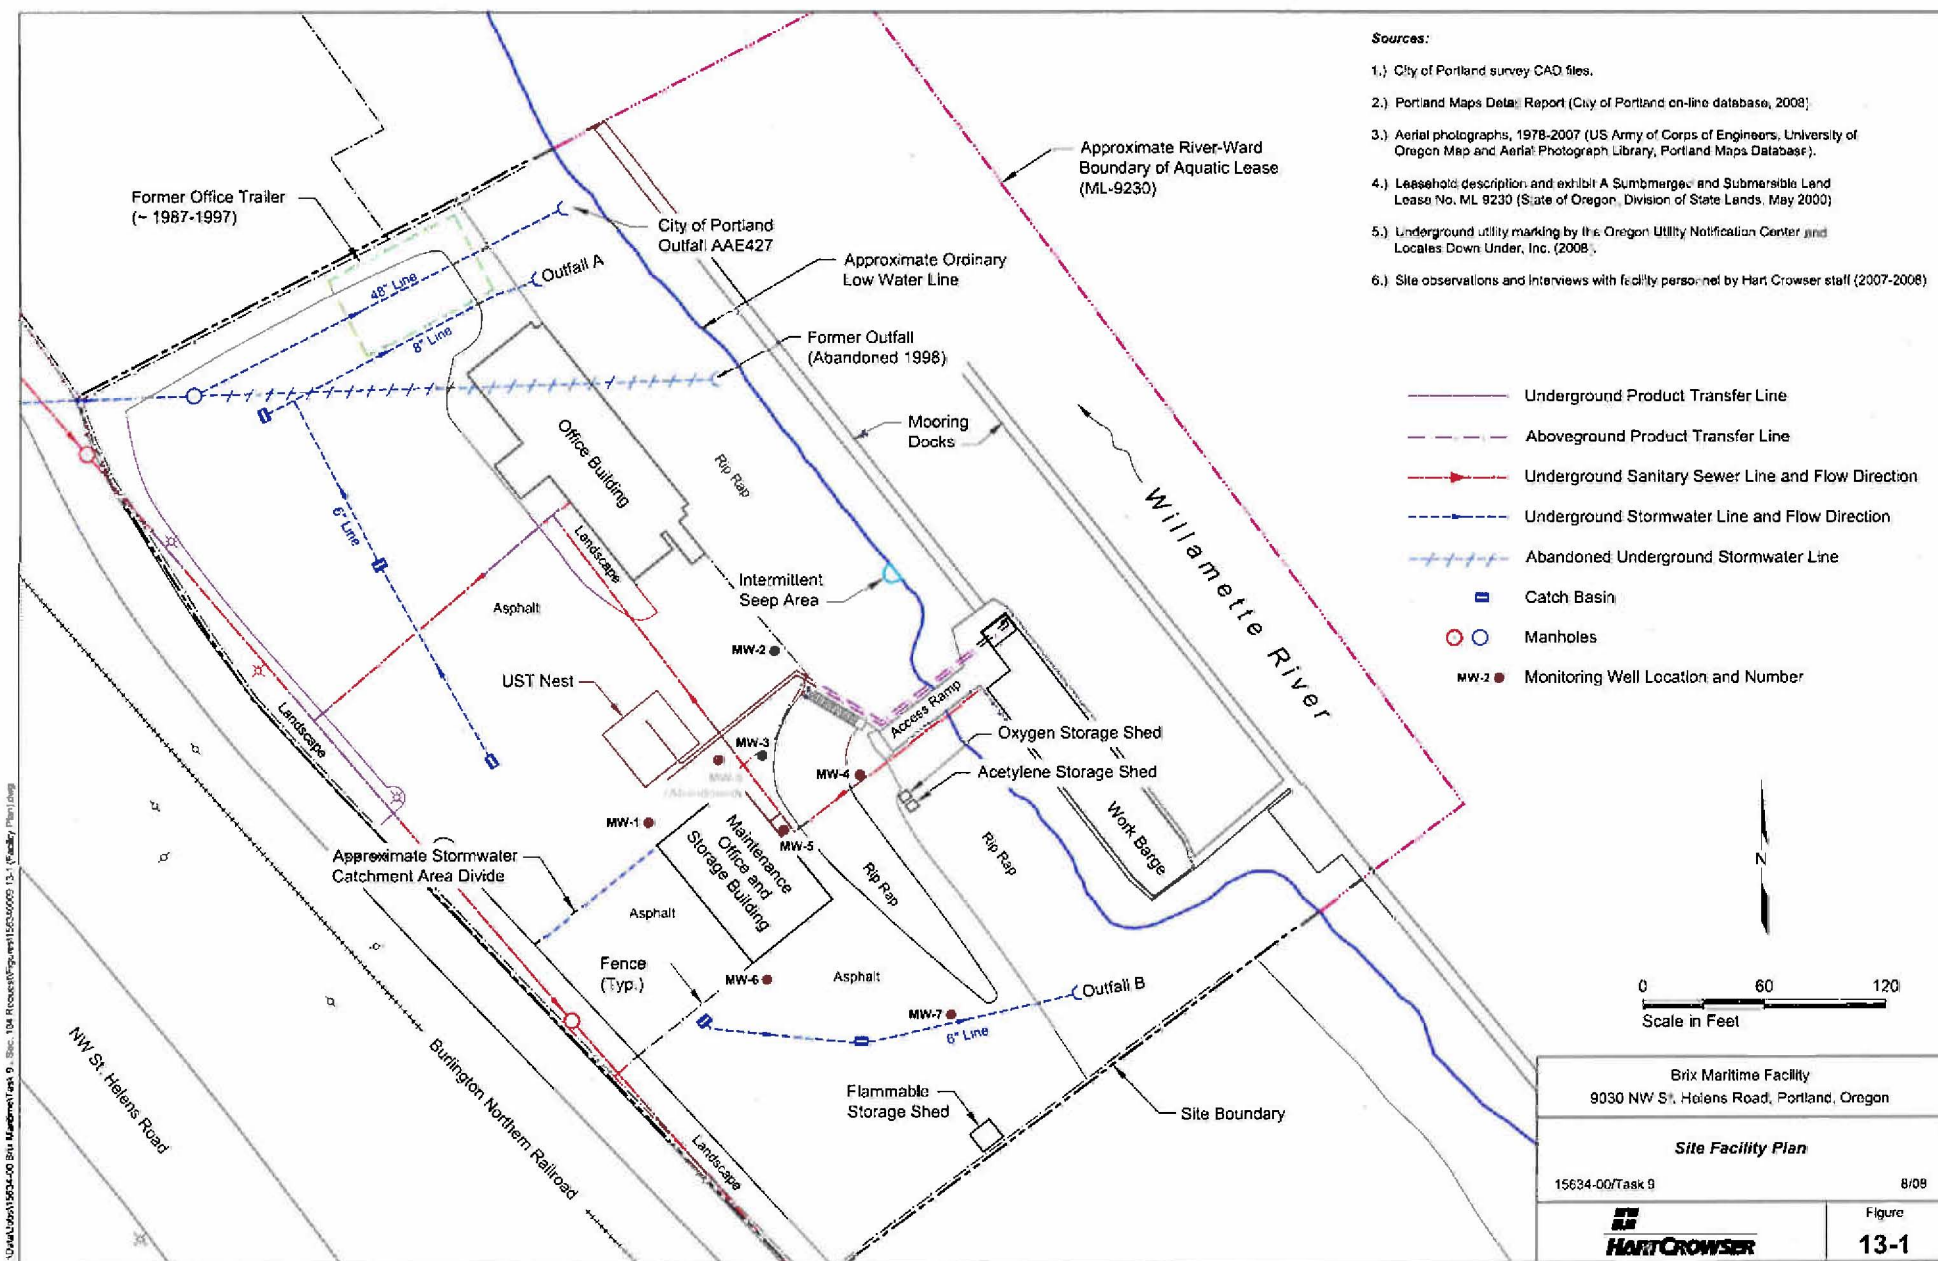 Sources:
1.) City of Portland survey CAD files.
2.) Portland Maps Detail Report (City of Portland on-line database, 2008)
3.) Aerial photographs, 1978-2007 (US Army of Corps of Engineers, University of
Oregon Map and Aerial Photograph Library, Portland Maps Database).
4.) Leasehold description and exhibit A Sumbmerged and Submersible Land
Lease No. ML 9230 (State of Oregon, Division of State Lands, May 2000)
5.) Underground utility marking by the Oregon Utility Notification Center and
Locates Down Under, Inc. (2008).
6.) Site observations and interviews with facility personnel by Hart Crowser staff (2007-2008)
Approximate River-Ward
Boundary of Aquatic Lease
(ML-9230)
Former Office Trailer
(~ 1987-1997)
City of Portland
Outfall AAE427
48" Line
Outfall A
8" Line
Approximate Ordinary
Low Water Line
Former Outfall
(Abandoned 1998)
Mooring
Docks
Office Building
Rip Rap
6" Line
Landscape
Asphalt
Intermittent
Seep Area
Willamette River
MW-2
UST Nest
Landscape
Access Ramp
MW-3
Oxygen Storage Shed
MW-4
Acetylene Storage Shed
(Abandoned)
MW-1
MW-5
Maintenance
Office and
Storage Building
Work Barge
Rip Rap
Rip Rap
Approximate Stormwater
Catchment Area Divide
Asphalt
Fence
(Typ.)
MW-6
Asphalt
Outfall B
MW-7
6" Line
Flammable
Storage Shed
Site Boundary
Landscape
NW St. Helens Road
Burlington Northern Railroad
Underground Product Transfer Line
Aboveground Product Transfer Line
Underground Sanitary Sewer Line and Flow Direction
Underground Stormwater Line and Flow Direction
Abandoned Underground Stormwater Line
Catch Basin
Manholes
MW-2 Monitoring Well Location and Number
N
0 60 120
Scale in Feet
Brix Maritime Facility
9030 NW St. Helens Road, Portland, Oregon
Site Facility Plan
15634-00/Task 9 8/08
HARTCROWSER
Figure
13-1